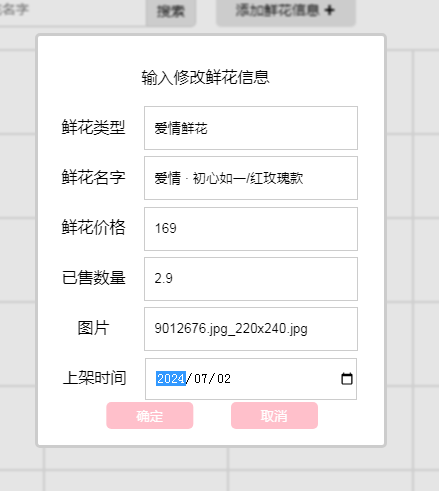 名字
搜索
添加鲜花信息 +
输入修改鲜花信息
鲜花类型
爱情鲜花
鲜花名字
爱情 · 初心如一/红玫瑰款
鲜花价格
169
已售数量
2.9
图片
9012676.jpg_220x240.jpg
上架时间
2024/07/02
确定
取消